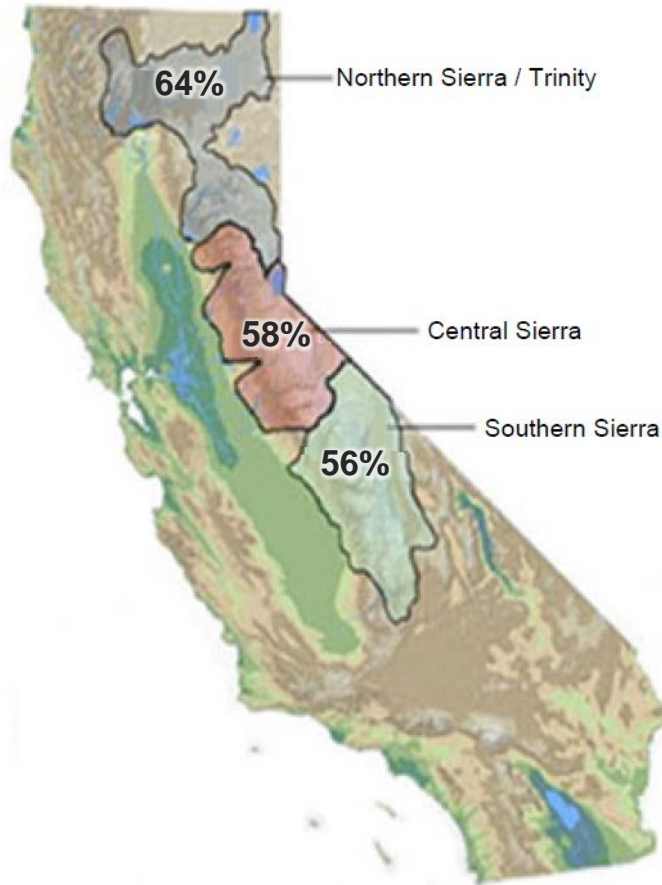 64%
Northern Sierra / Trinity
58%
Central Sierra
Southern Sierra
56%